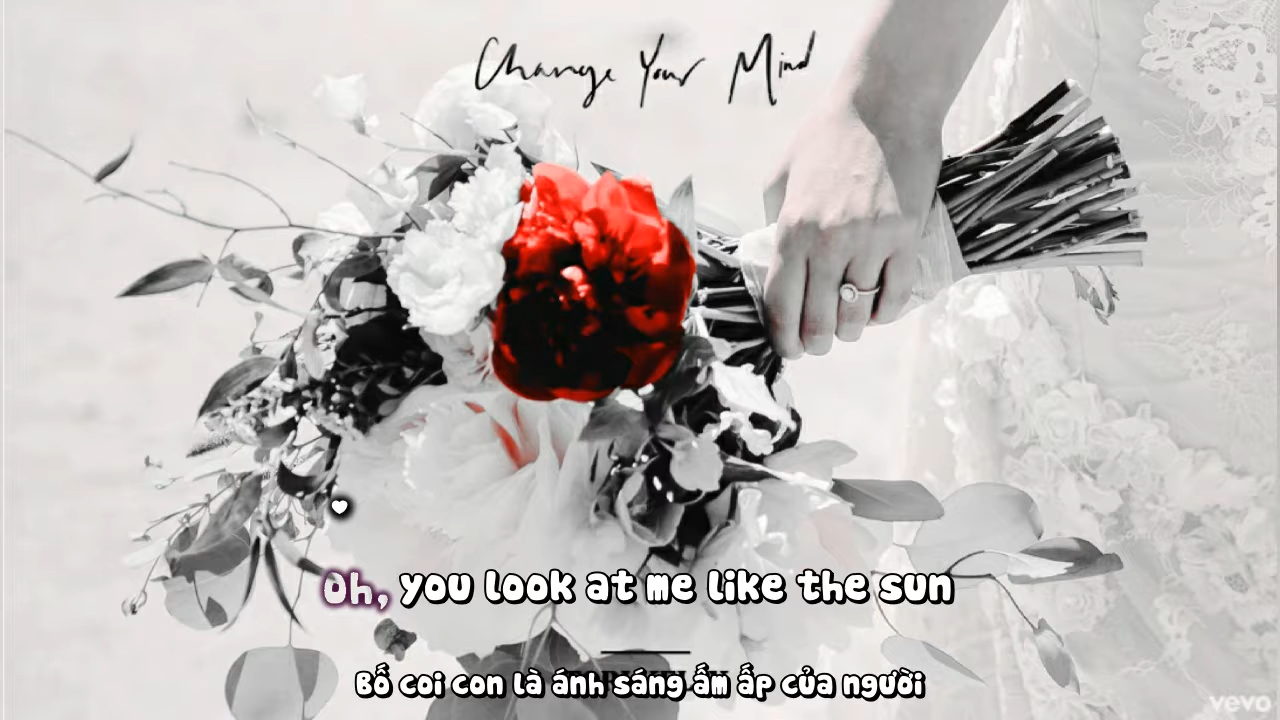 Change Your Mind
Oh, you look at me like the sun
Bố coi con là ánh sáng ấm áp của người
vevo